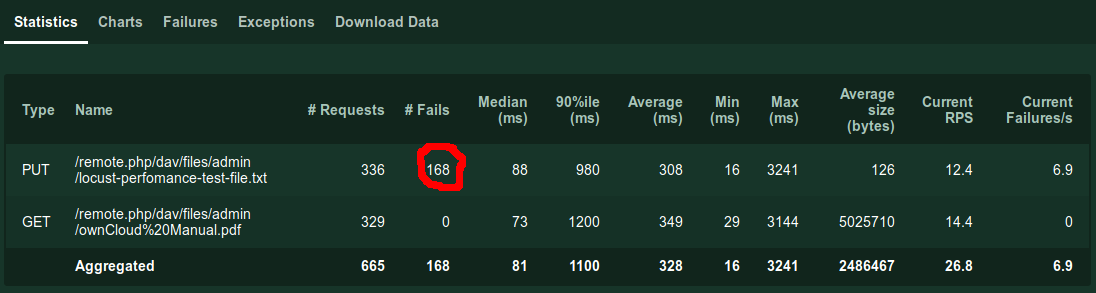 Statistics Charts Failures Exceptions Download Data
Type Name # Requests # Fails Median (ms) 90%ile (ms) Average (ms) Min (ms) Max (ms) Average size (bytes) Current RPS Current Failures/s
PUT /remote.php/dav/files/admin/locust-perfomance-test-file.txt 336 168 88 980 308 16 3241 126 12.4 6.9
GET /remote.php/dav/files/admin/ownCloud%20Manual.pdf 329 0 73 1200 349 29 3144 5025710 14.4 0
Aggregated 665 168 81 1100 328 16 3241 2486467 26.8 6.9